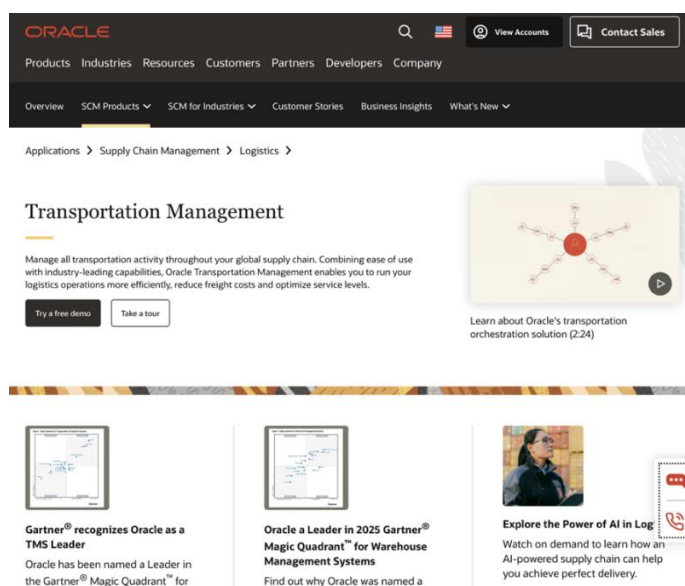 ORACLE
View Accounts
Contact Sales
Products Industries Resources Customers Partners Developers Company
Overview SCM Products SCM for Industries Customer Stories Business Insights What's New
Applications > Supply Chain Management > Logistics >
Transportation Management
Manage all transportation activity throughout your global supply chain. Combining ease of use
with industry-leading capabilities, Oracle Transportation Management enables you to run your
logistics operations more efficiently, reduce freight costs and optimize service levels.
Try a free demo
Take a tour
Learn about Oracle's transportation
orchestration solution (2:24)
Gartner® recognizes Oracle as a
TMS Leader
Oracle has been named a Leader in
the Gartner® Magic Quadrant™ for
Oracle a Leader in 2025 Gartner®
Magic Quadrant™ for Warehouse
Management Systems
Find out why Oracle was named a
Explore the Power of AI in Log
Watch on demand to learn how an
AI-powered supply chain can help
you achieve perfect delivery.